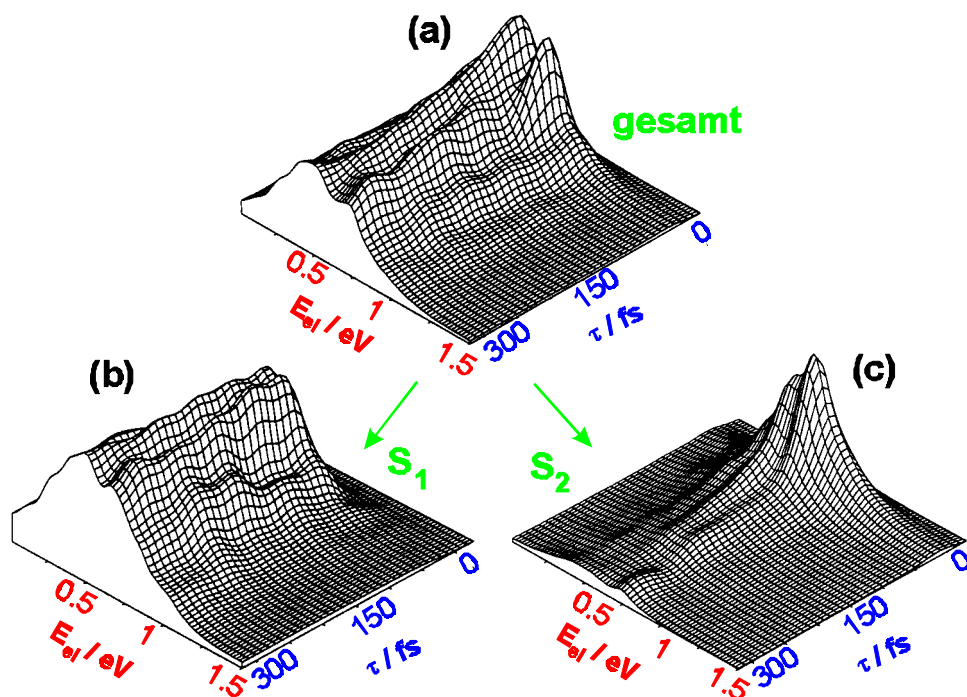 (a)
gesamt
0
150
300
τ / fs
0.5
1
1.5
E_el / eV
(b)
S₁
0
150
300
τ / fs
0.5
1
1.5
E_el / eV
(c)
S₂
0
150
300
τ / fs
0.5
1
1.5
E_el / eV